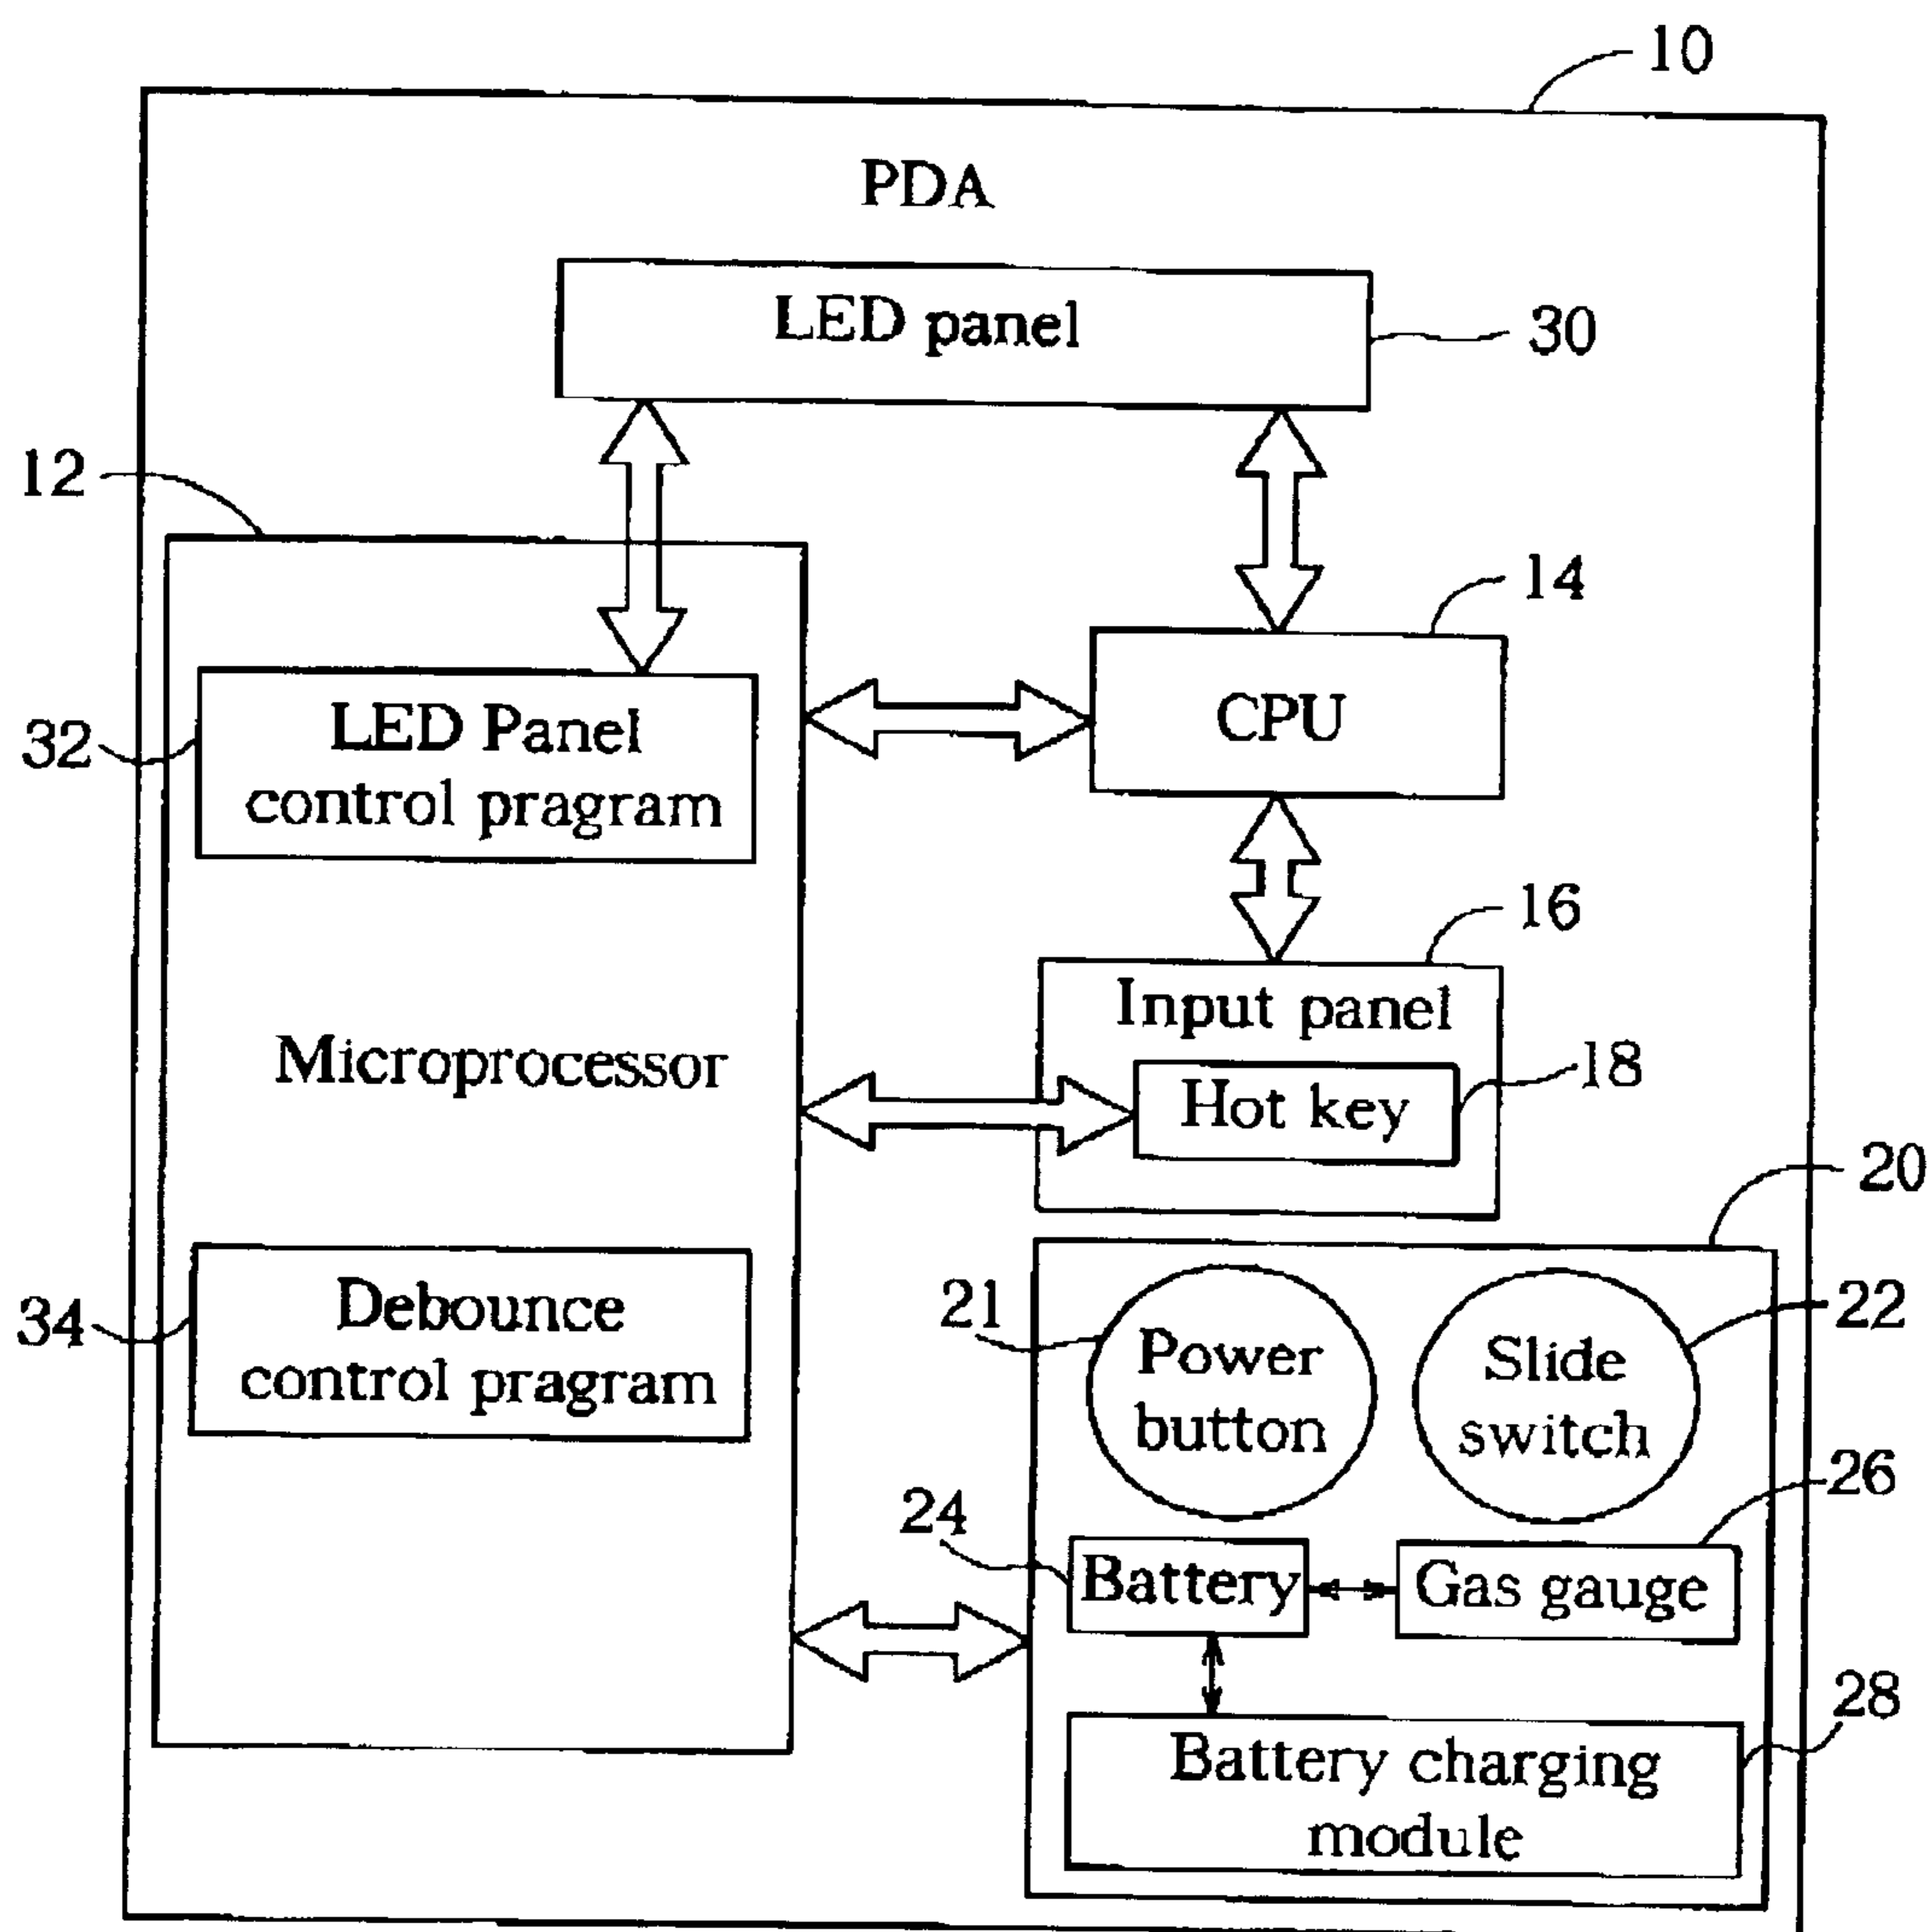 10
PDA
LED panel
30
12
14
LED Panel
control pragram
32
CPU
16
Input panel
Microprocessor
Hot key
18
20
Debounce
control pragram
34
21
Power
button
Slide
switch
22
26
24
Battery
Gas gauge
28
Battery charging
module